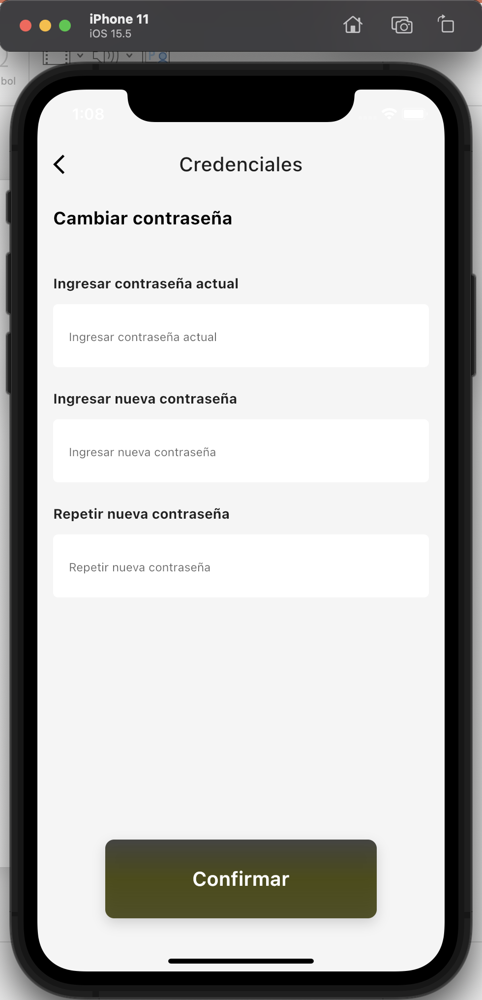 iPhone 11
iOS 15.5
2
bol
P
1:08
Credenciales
Cambiar contraseña
Ingresar contraseña actual
Ingresar contraseña actual
Ingresar nueva contraseña
Ingresar nueva contraseña
Repetir nueva contraseña
Repetir nueva contraseña
Confirmar